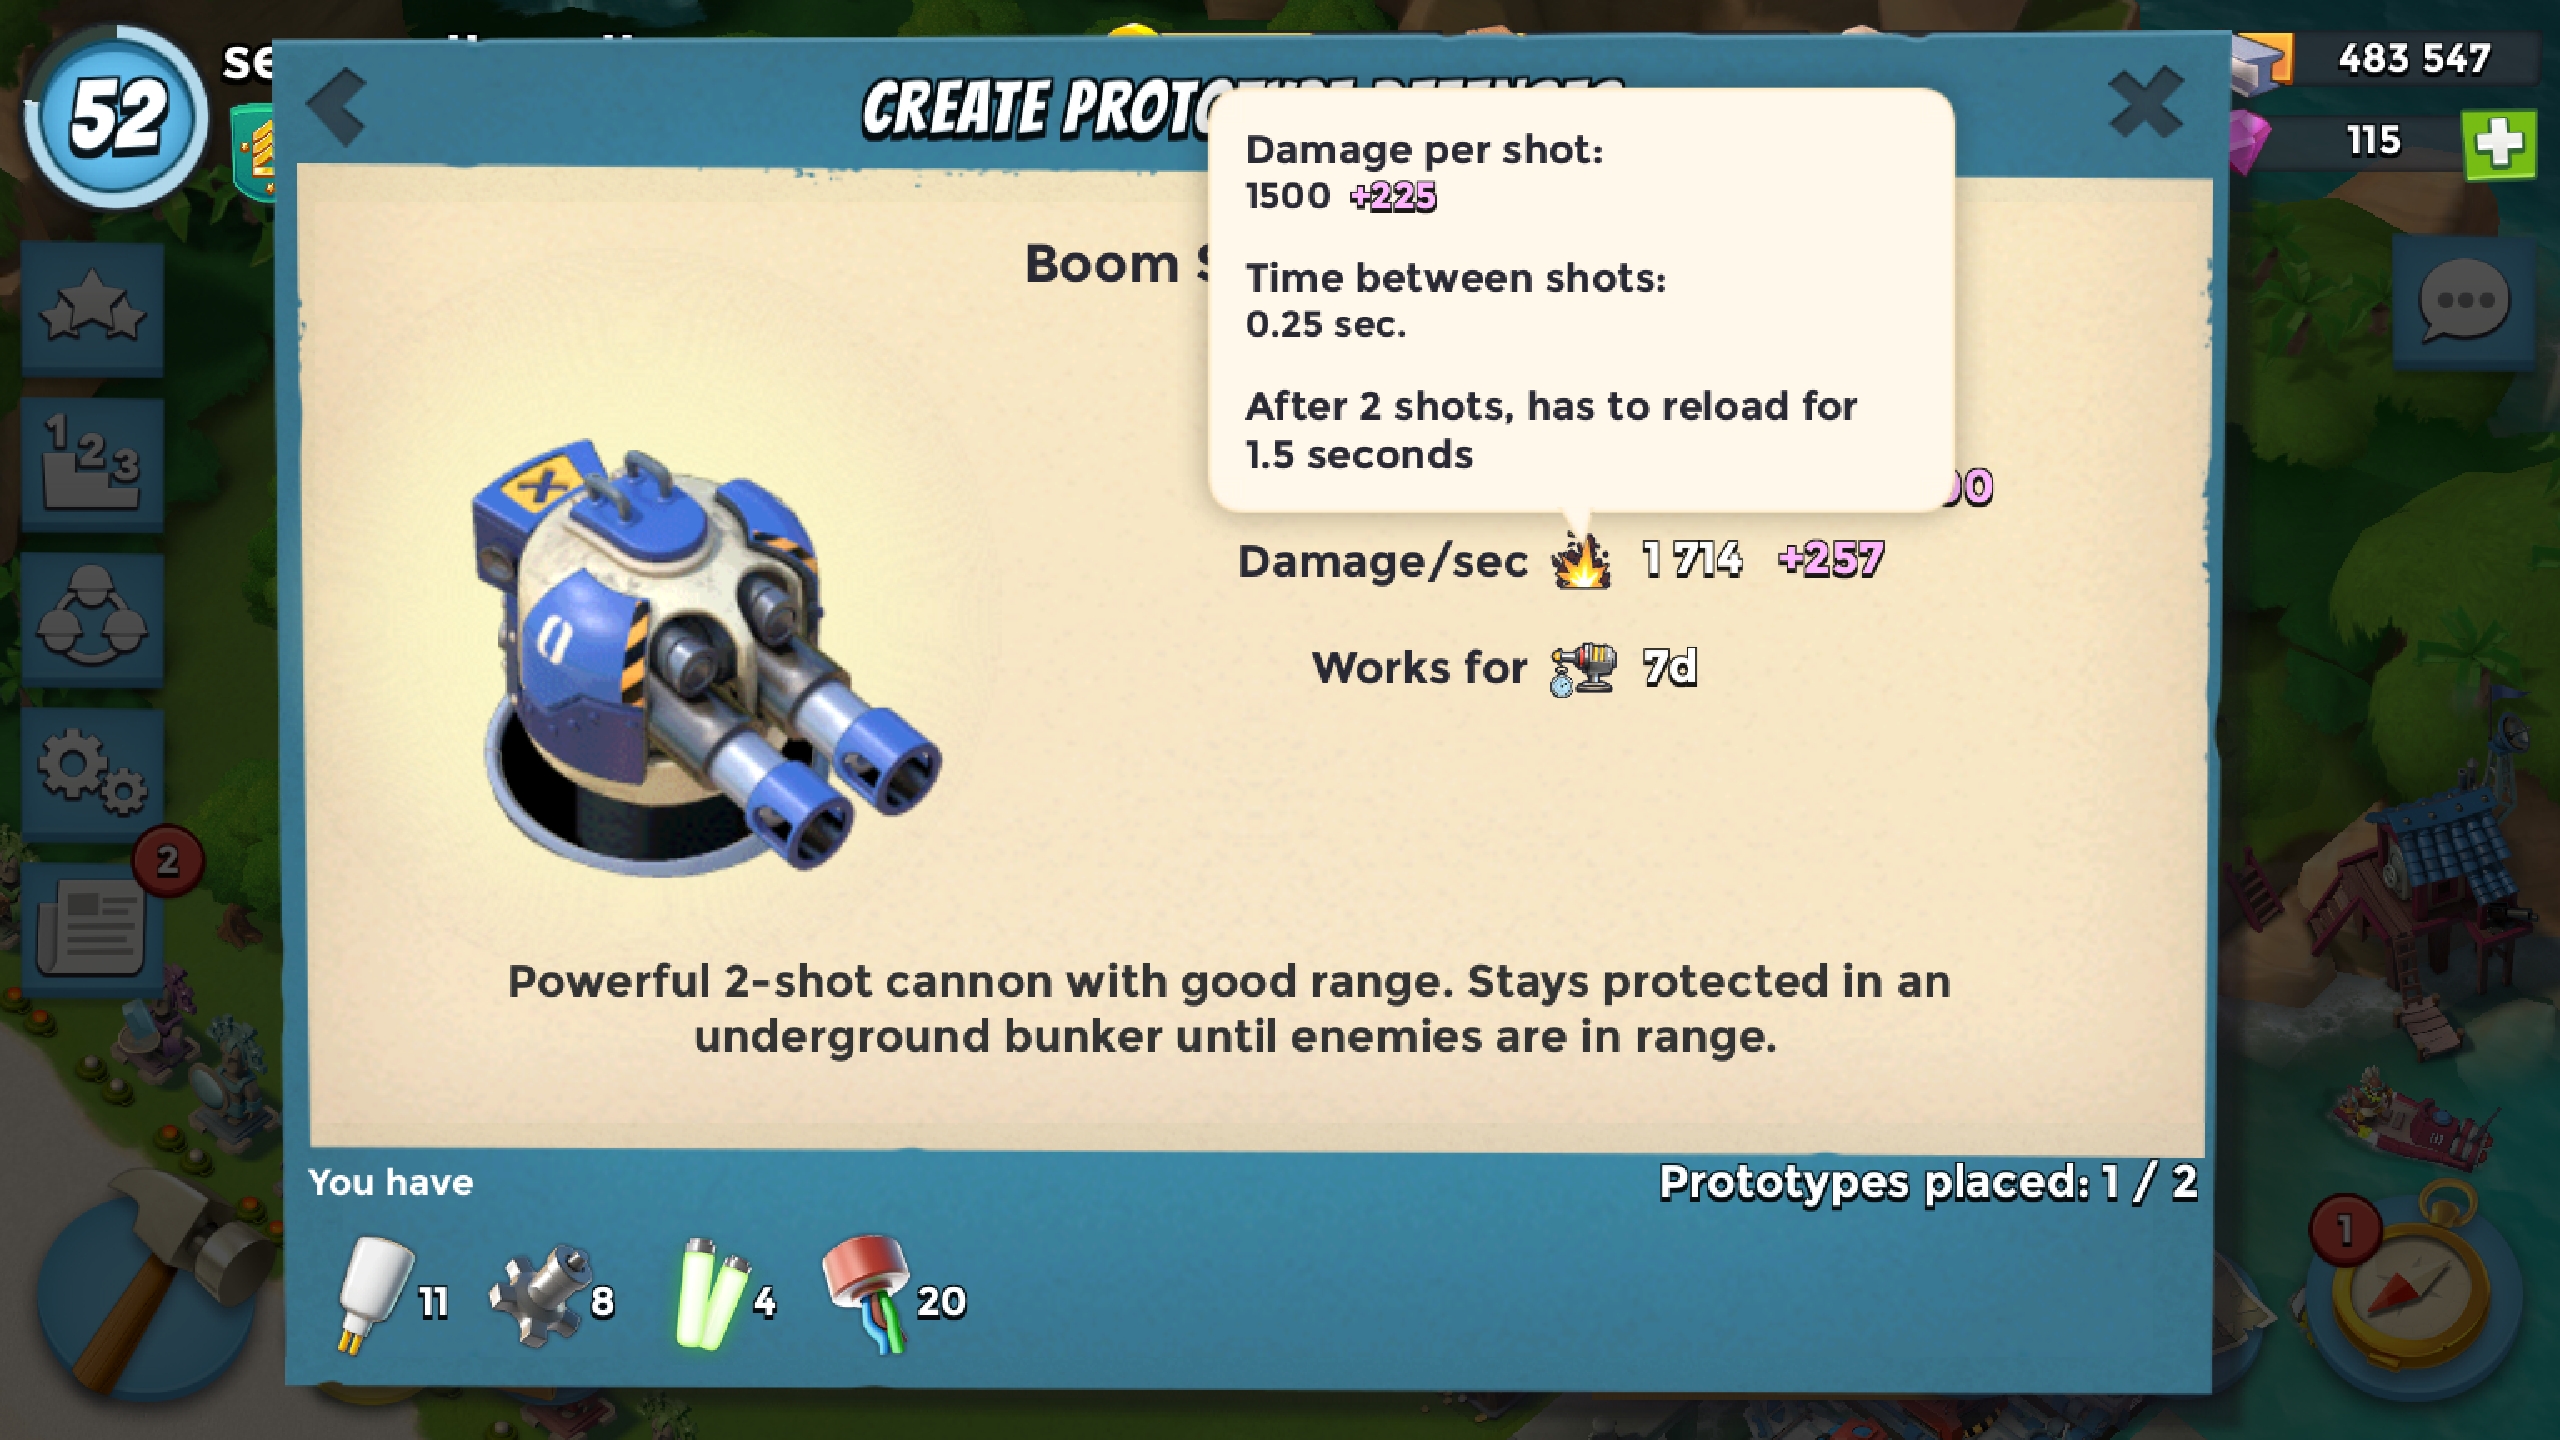 52
483 547
115
CREATE
Damage per shot:
1500 +225
Time between shots:
0.25 sec.
After 2 shots, has to reload for
1.5 seconds
Boom
Damage/sec 1 714 +257
Works for 7d
1 2 3
2
Powerful 2-shot cannon with good range. Stays protected in an
underground bunker until enemies are in range.
You have
Prototypes placed: 1 / 2
11 8 4 20
1